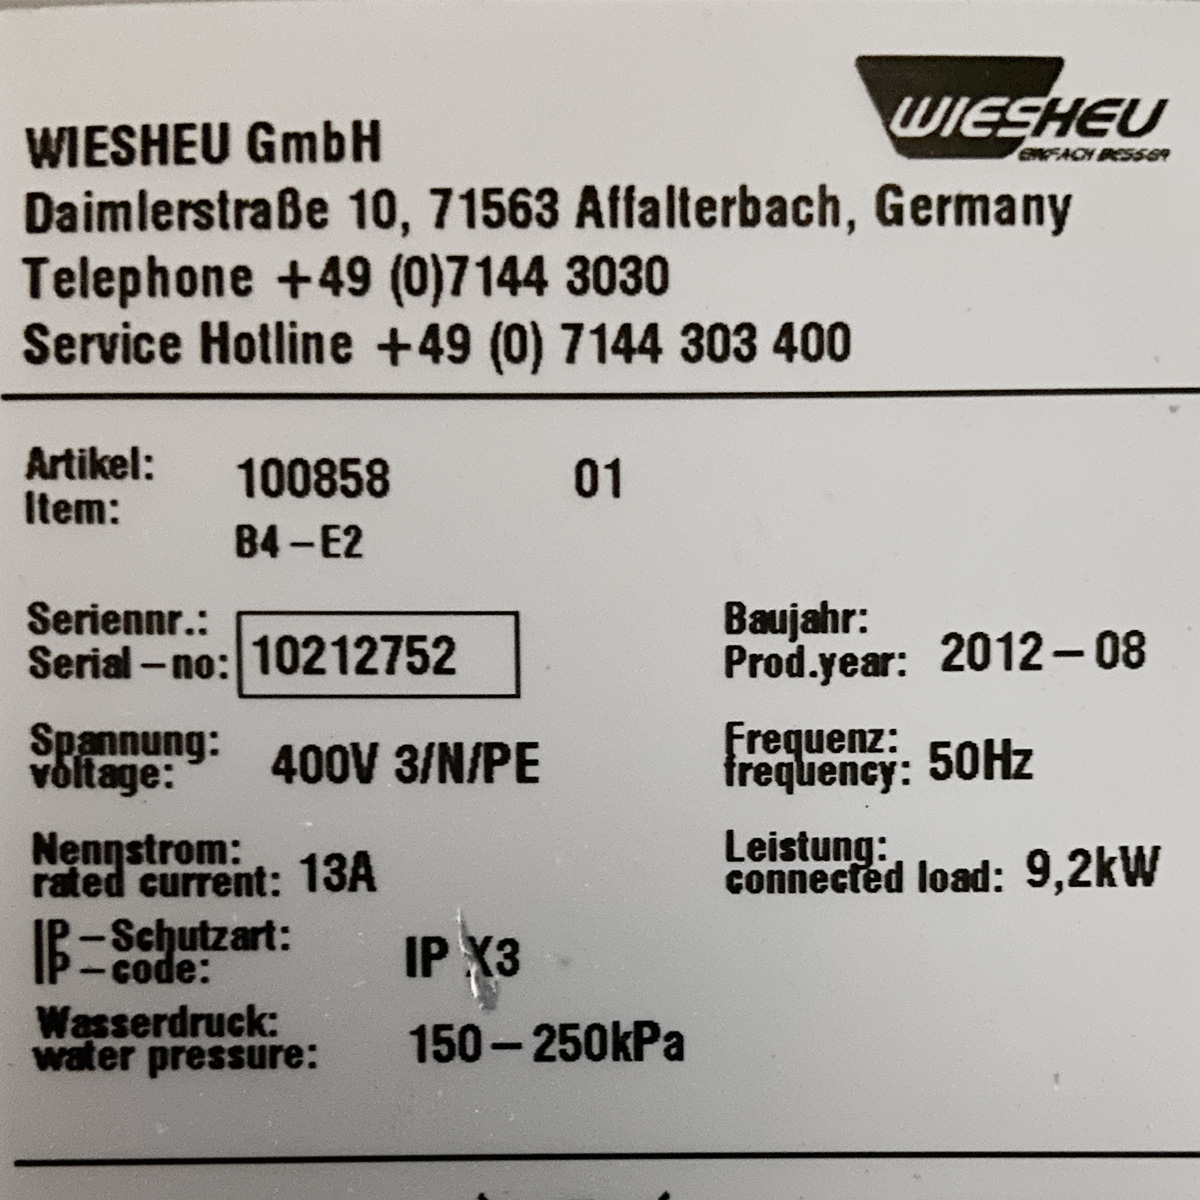 WIESHEU
EINFACH BESSER
WIESHEU GmbH
Daimlerstraße 10, 71563 Affalterbach, Germany
Telephone +49 (0)7144 3030
Service Hotline +49 (0) 7144 303 400
Artikel: 100858 01
Item:
B4-E2
Seriennr.: Baujahr:
Serial-no: 10212752 Prod.year: 2012-08
Spannung: Frequenz:
voltage: 400V 3/N/PE frequency: 50Hz
Nennstrom: Leistung:
rated current: 13A connected load: 9,2kW
IP-Schutzart: IP X3
IP-code:
Wasserdruck: 150-250kPa
water pressure: